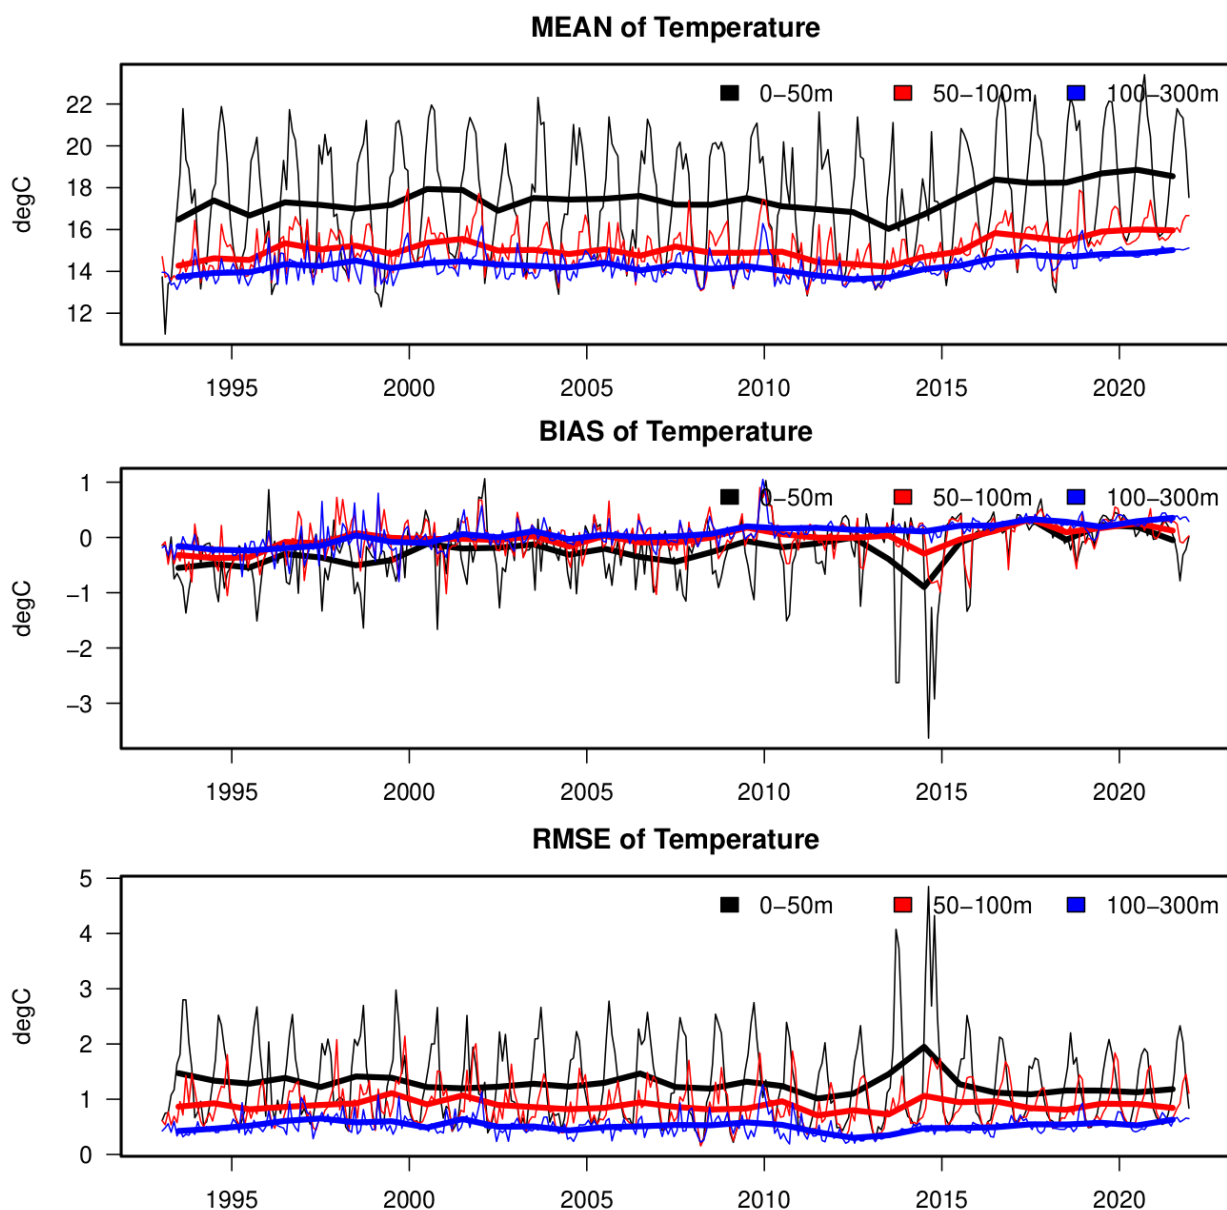 MEAN of Temperature
0−50m 50−100m 100−300m
22
20
18
16
14
12
degC
1995 2000 2005 2010 2015 2020
BIAS of Temperature
0−50m 50−100m 100−300m
1
0
−1
−2
−3
degC
1995 2000 2005 2010 2015 2020
RMSE of Temperature
0−50m 50−100m 100−300m
5
4
3
2
1
0
degC
1995 2000 2005 2010 2015 2020